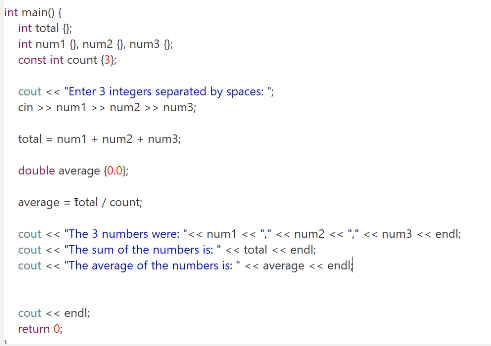 int main() {
int total {};
int num1 {}, num2 {}, num3 {};
const int count {3};
cout << "Enter 3 integers separated by spaces: ";
cin >> num1 >> num2 >> num3;
total = num1 + num2 + num3;
double average {0.0};
average = total / count;
cout << "The 3 numbers were: "<< num1 << "," << num2 << "," << num3 << endl;
cout << "The sum of the numbers is: " << total << endl;
cout << "The average of the numbers is: " << average << endl;
cout << endl;
return 0;
}